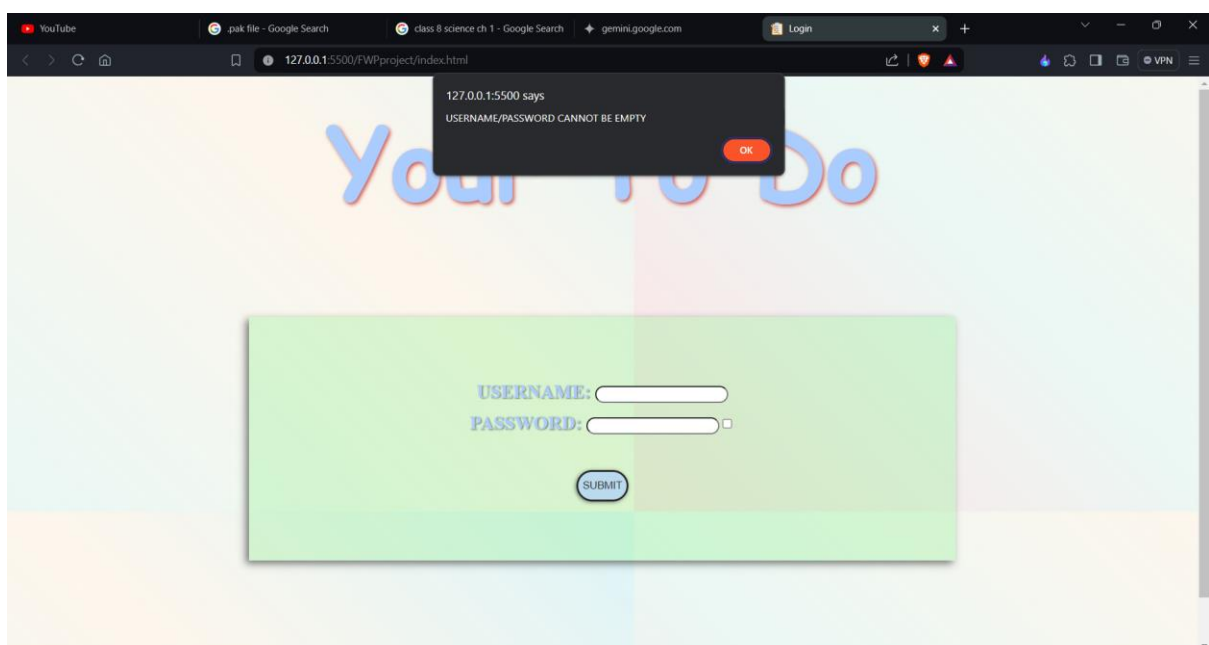 YouTube
.pak file - Google Search
class 8 science ch 1 - Google Search
gemini.google.com
Login
127.0.0.1:5500/FWPproject/index.html
VPN
127.0.0.1:5500 says
USERNAME/PASSWORD CANNOT BE EMPTY
OK
Your To Do
USERNAME:
PASSWORD:
SUBMIT